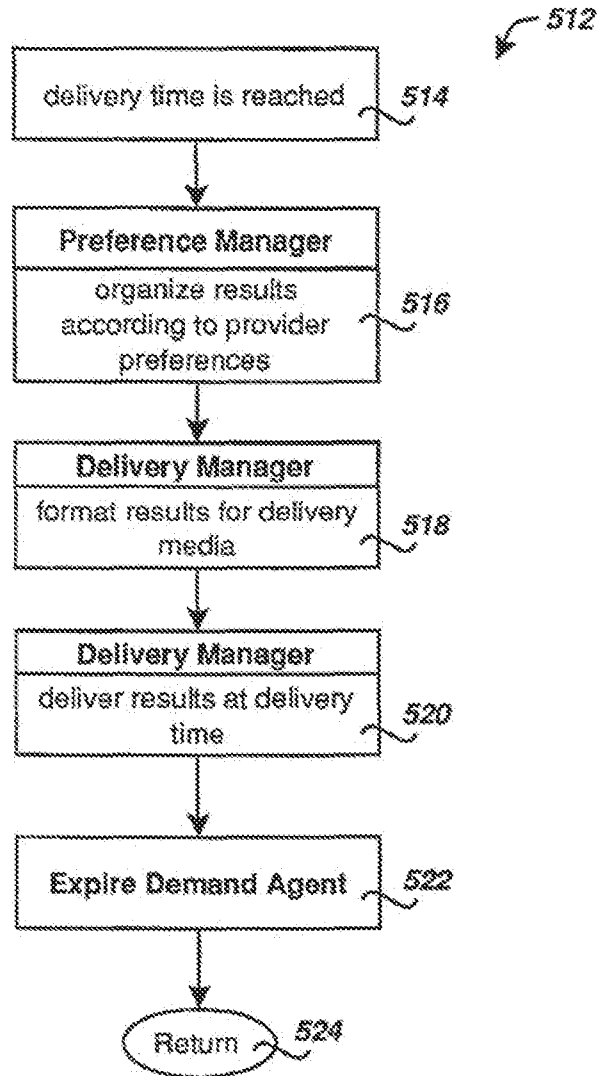 512
delivery time is reached
514
Preference Manager
organize results
according to provider
preferences
516
Delivery Manager
format results for delivery
media
518
Delivery Manager
deliver results at delivery
time
520
Expire Demand Agent
522
Return
524